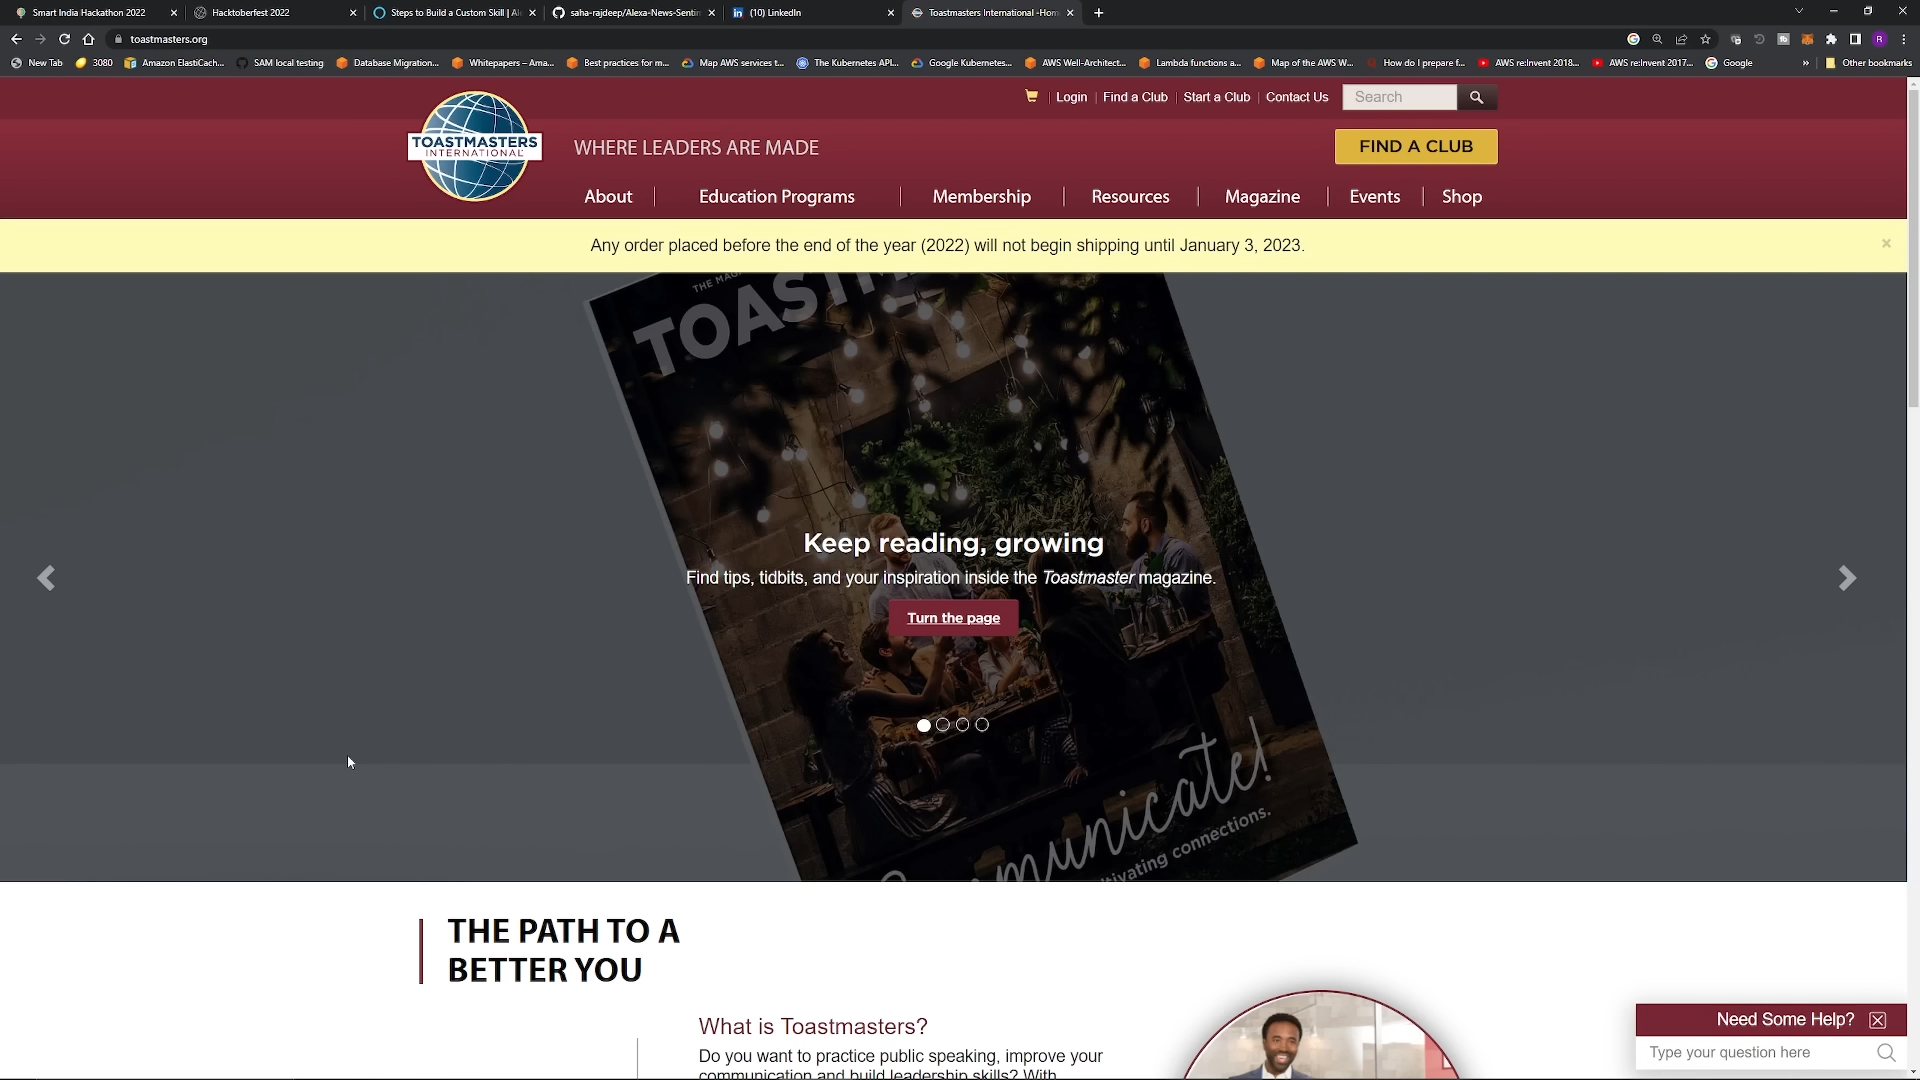 Smart India Hackathon 2022
Hacktoberfest 2022
Steps to Build a Custom Skill | Al
saha-rajdeep/Alexa-News-Sentin
(10) LinkedIn
Toastmasters International -Hom
toastmasters.org
New Tab
3080
Amazon ElastiCach...
SAM local testing
Database Migration...
Whitepapers – Ama...
Best practices for m...
Map AWS services t...
The Kubernetes API...
Google Kubernetes...
AWS Well-Architect...
Lambda functions a...
Map of the AWS W...
How do I prepare f...
AWS re:Invent 2018...
AWS re:Invent 2017...
Google
»
Other bookmarks
Login
Find a Club
Start a Club
Contact Us
Search
TOASTMASTERS
INTERNATIONAL
WHERE LEADERS ARE MADE
FIND A CLUB
About
Education Programs
Membership
Resources
Magazine
Events
Shop
Any order placed before the end of the year (2022) will not begin shipping until January 3, 2023.
THE MAG
TOASTM
Keep reading, growing
Find tips, tidbits, and your inspiration inside the Toastmaster magazine.
Turn the page
municate!
ltivating connections.
THE PATH TO A
BETTER YOU
What is Toastmasters?
Do you want to practice public speaking, improve your
communication and build leadership skills? With
Need Some Help?
Type your question here